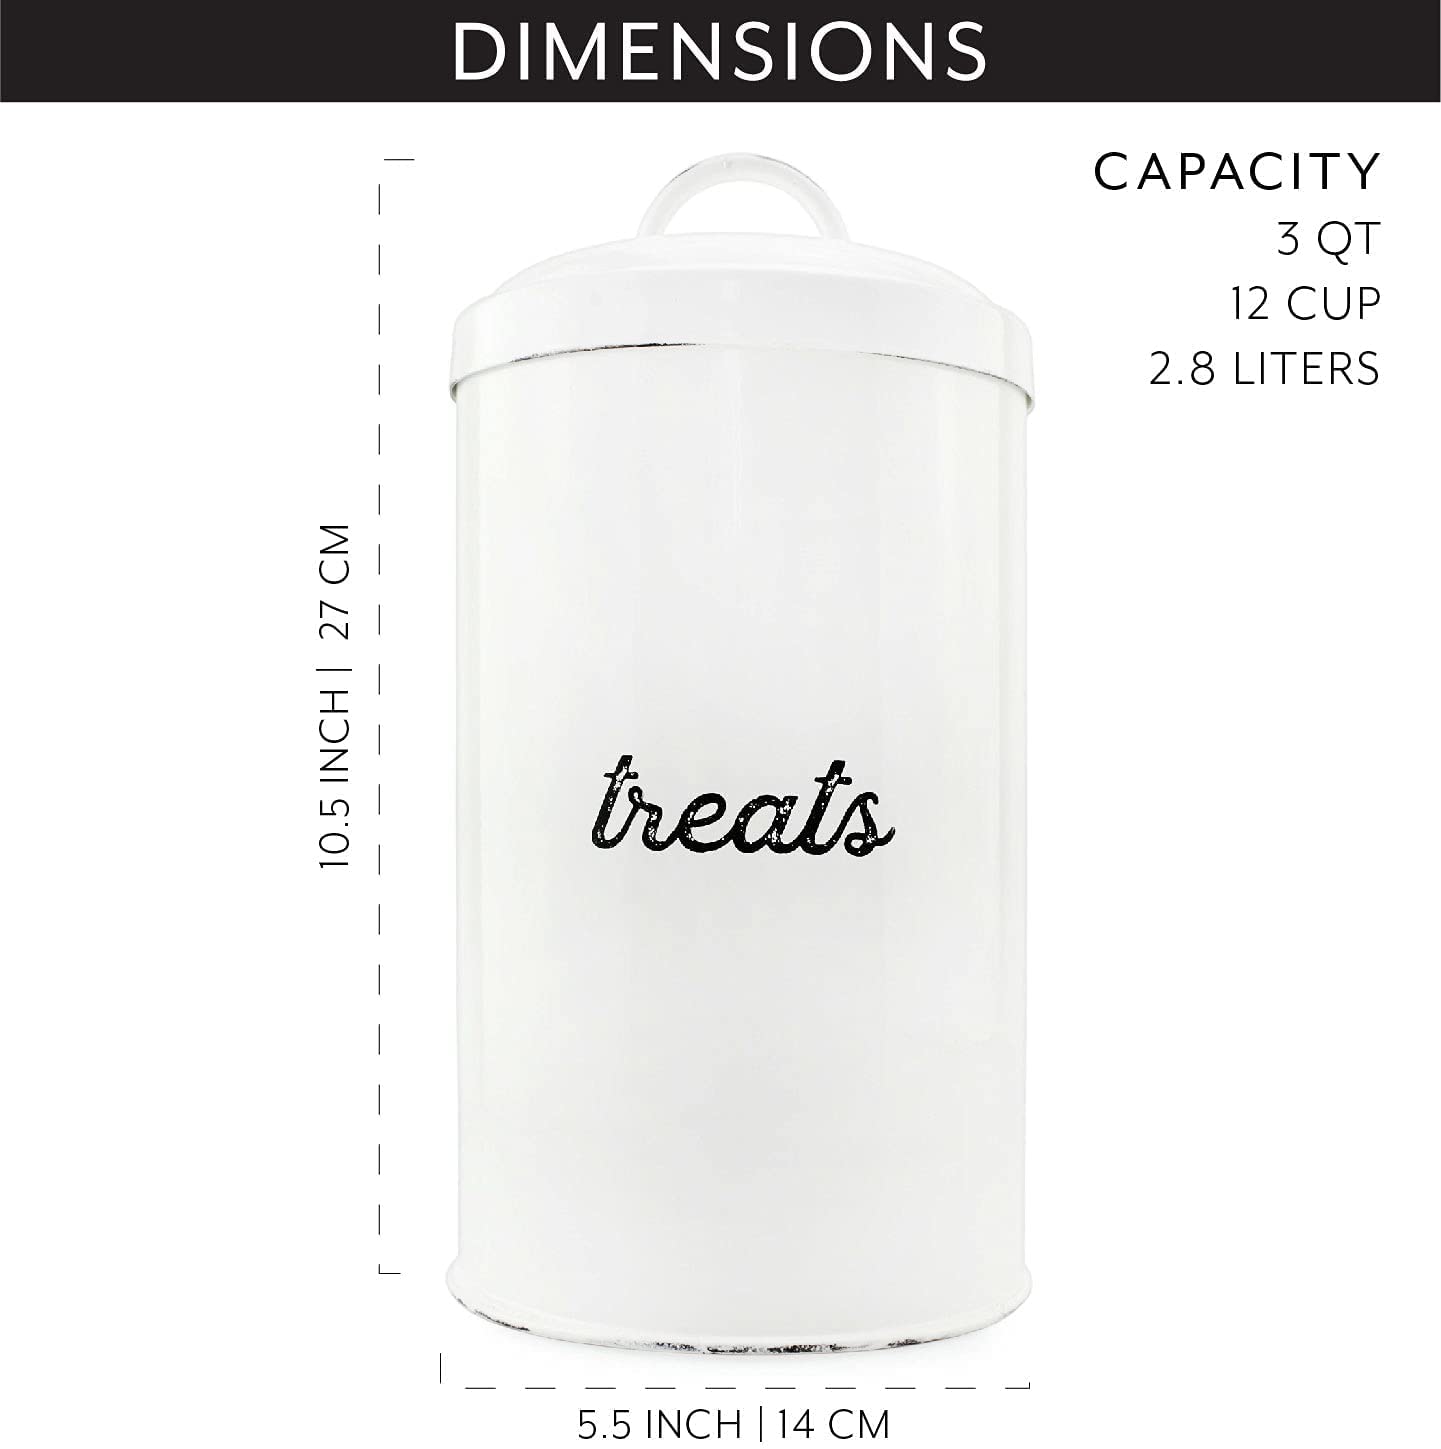 DIMENSIONS
CAPACITY
3 QT
12 CUP
2.8 LITERS
10.5 INCH | 27 CM
treats
5.5 INCH | 14 CM